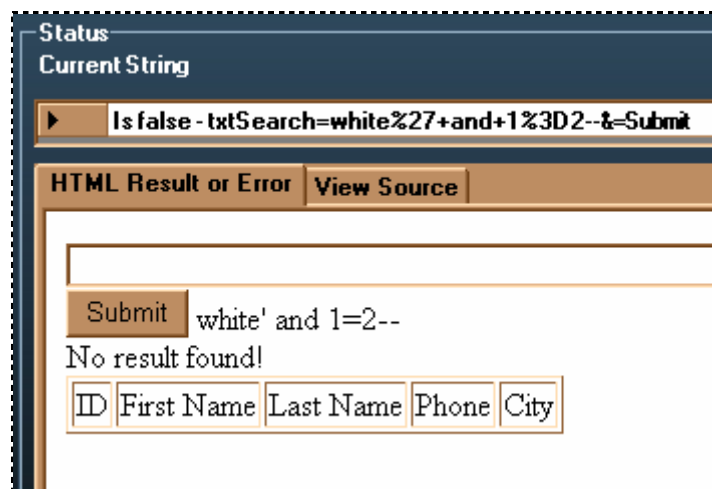 Status
Current String
Is false - txtSearch=white%27+and+1%3D2--&=Submit
HTML Result or Error View Source
Submit white' and 1=2--
No result found!
ID First Name Last Name Phone City